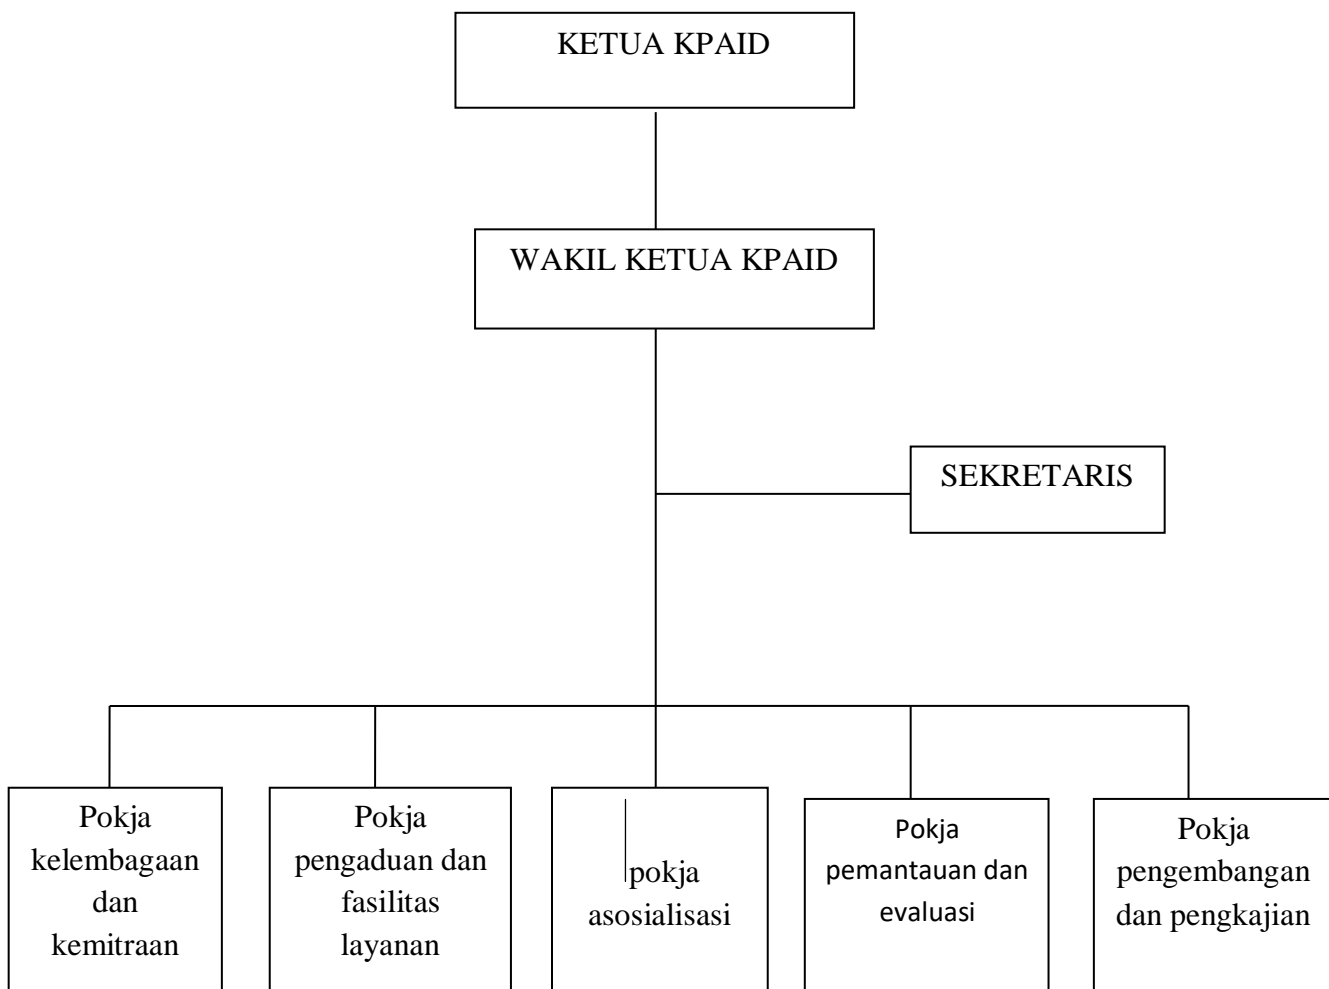 KETUA KPAID
WAKIL KETUA KPAID
SEKRETARIS
Pokja
kelembagaan
dan
kemitraan
Pokja
pengaduan dan
fasilitas
layanan
pokja
asosialisasi
Pokja
pemantauan dan
evaluasi
Pokja
pengembangan
dan pengkajian